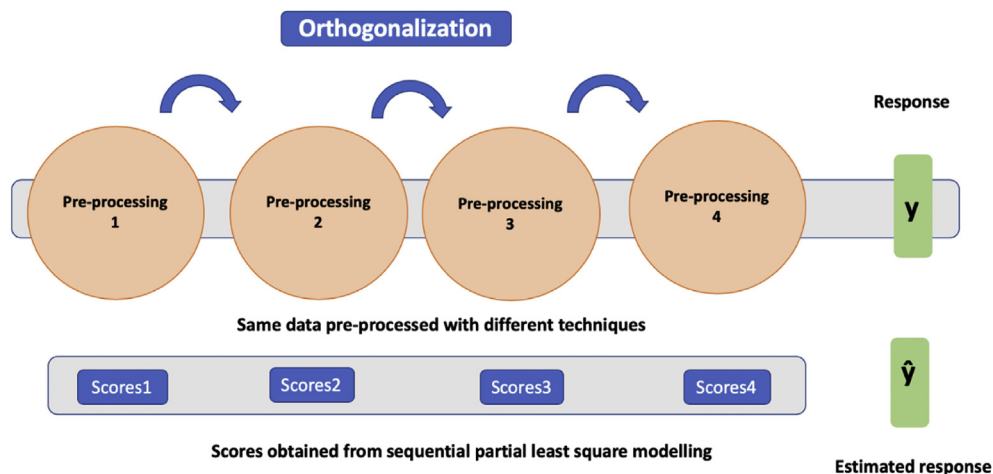 Orthogonalization
Response
Pre-processing
1
Pre-processing
2
Pre-processing
3
Pre-processing
4
y
Same data pre-processed with different techniques
Scores1
Scores2
Scores3
Scores4
ŷ
Scores obtained from sequential partial least square modelling
Estimated response